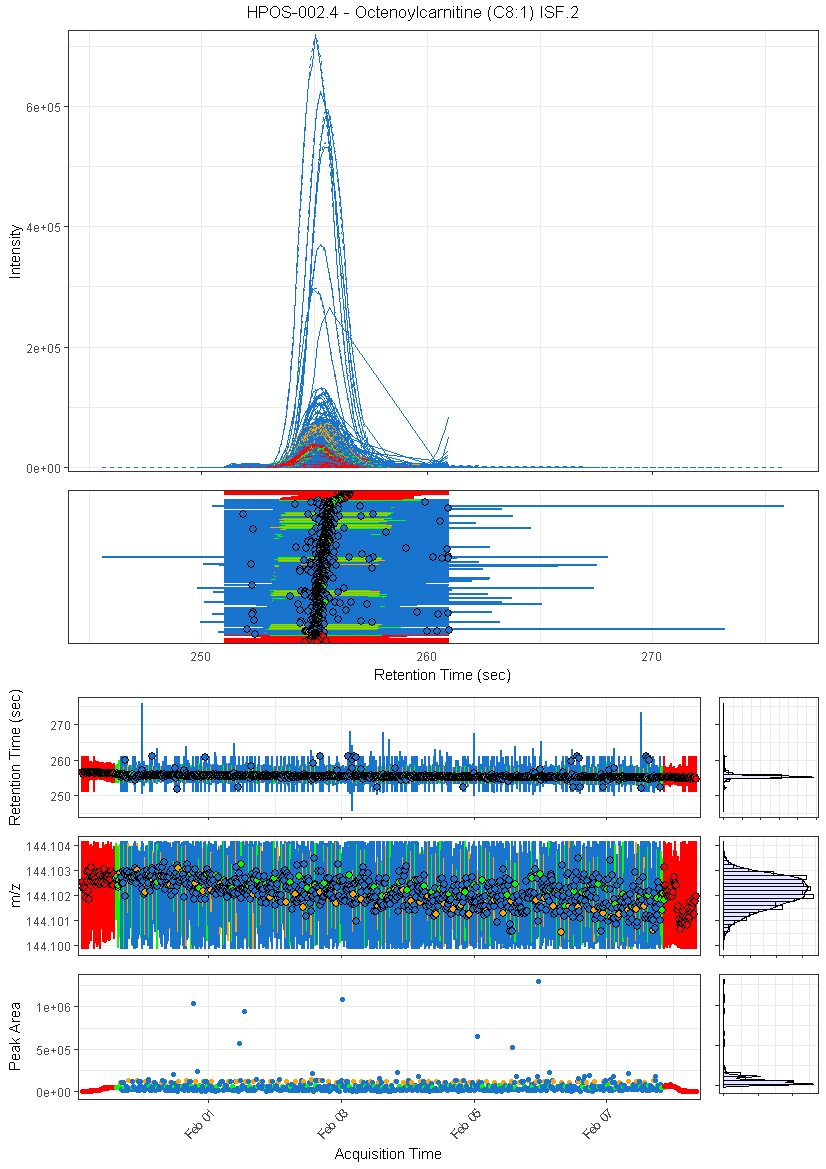 HPOS-002.4 - Octenoylcarnitine (C8:1) ISF.2
6e+05
4e+05
2e+05
0e+00
Intensity
250
260
270
Retention Time (sec)
270
260
250
Retention Time (sec)
144.104
144.103
144.102
144.101
144.100
m/z
1e+06
5e+05
0e+00
Peak Area
Feb 01
Feb 03
Feb 05
Feb 07
Acquisition Time